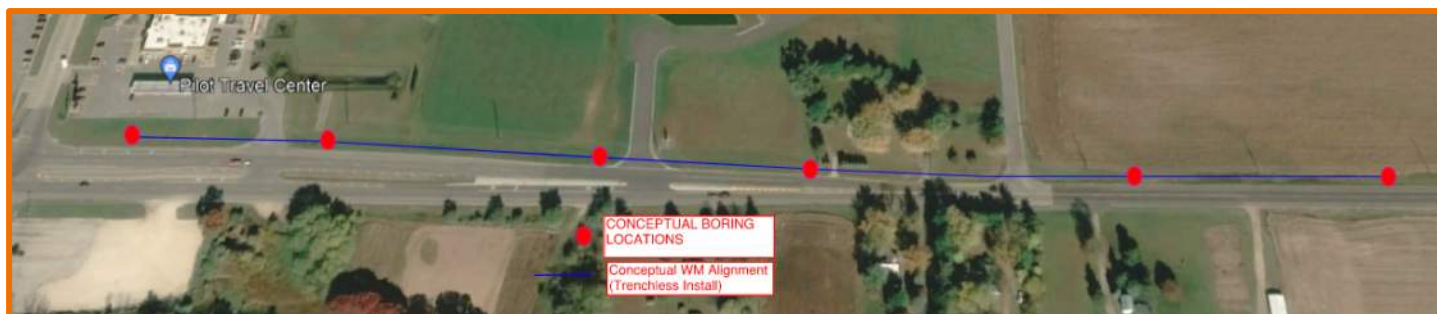 Pilot Travel Center
CONCEPTUAL BORING
LOCATIONS
Conceptual WM Alignment
(Trenchless Install)